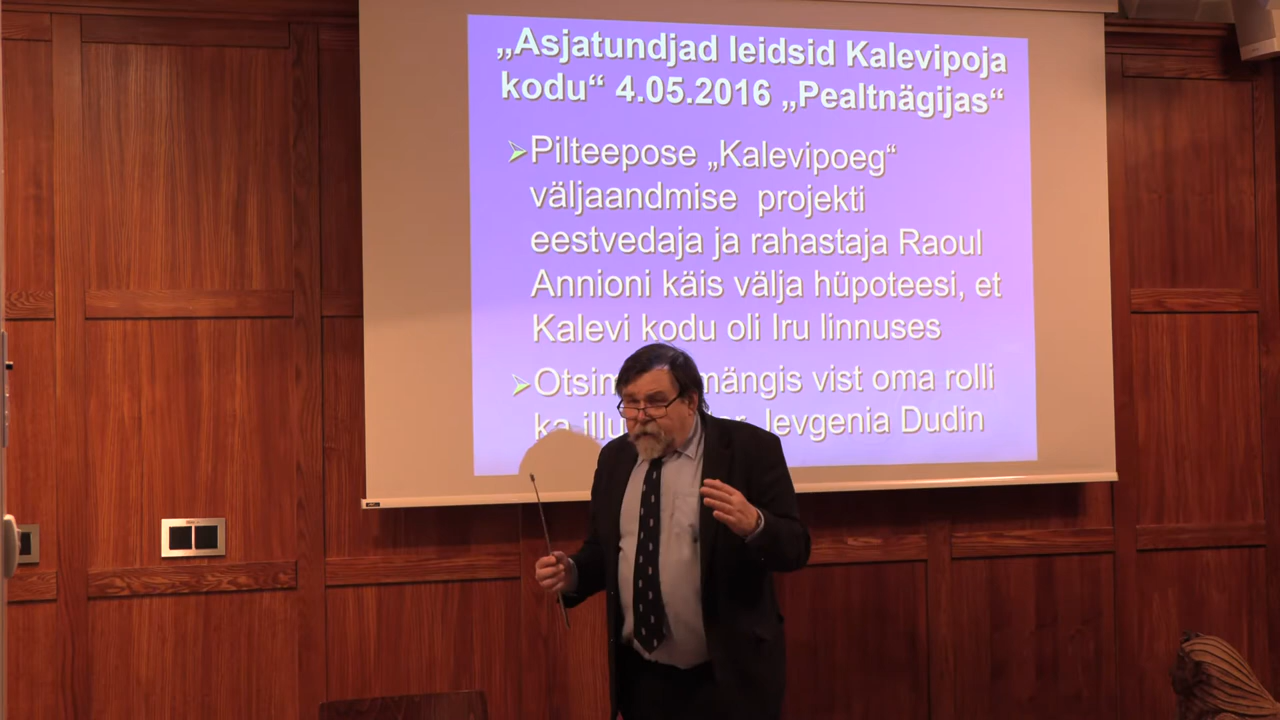 „Asjatundjad leidsid Kalevipoja
kodu“ 4.05.2016 „Pealtnägijas“
Pilteepose „Kalevipoeg“
väljaandmise projekti
eestvedaja ja rahastaja Raoul
Annioni käis välja hüpoteesi, et
Kalevi kodu oli Iru linnuses
mängis vist oma rolli
ka Ievgenia Dudin